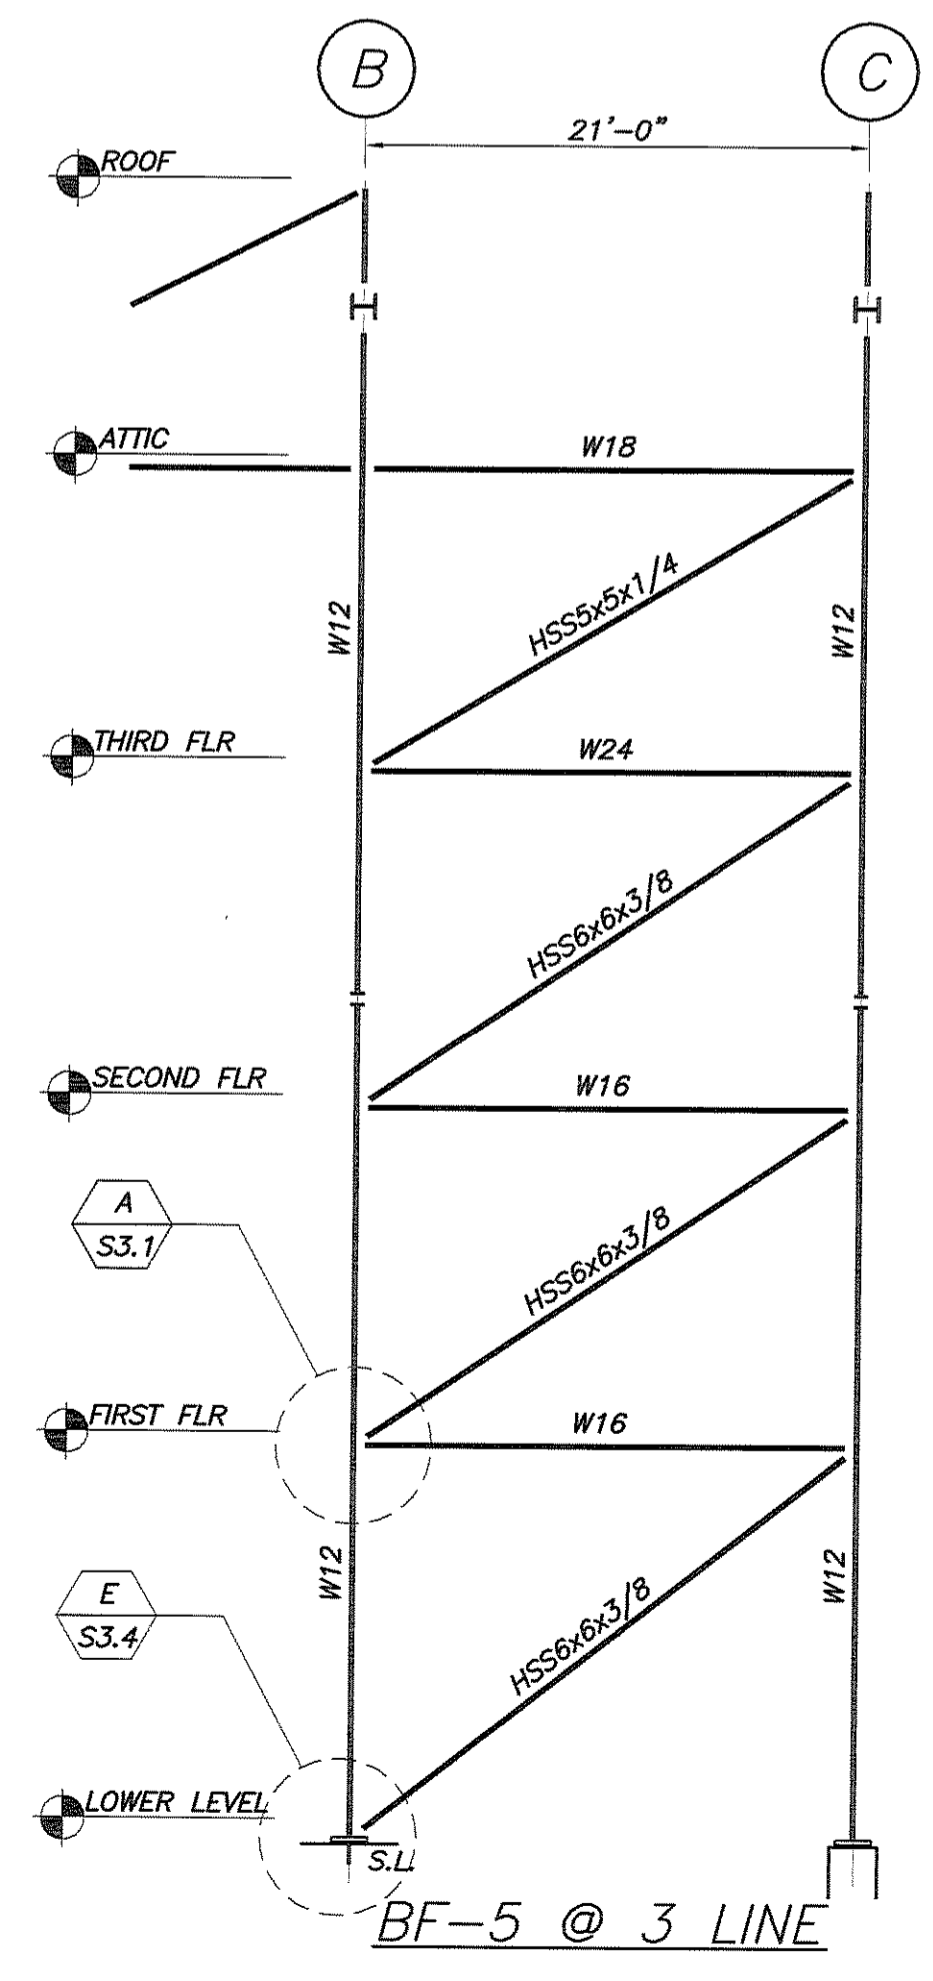 B
C
21'-0"
ROOF
ATTIC
W18
HSS5x5x1/4
W12
W12
THIRD FLR
W24
HSS6x6x3/8
SECOND FLR
W16
A
S3.1
HSS6x6x3/8
FIRST FLR
W16
W12
W12
E
S3.4
HSS6x6x3/8
LOWER LEVEL
S.L.
BF-5 @ 3 LINE